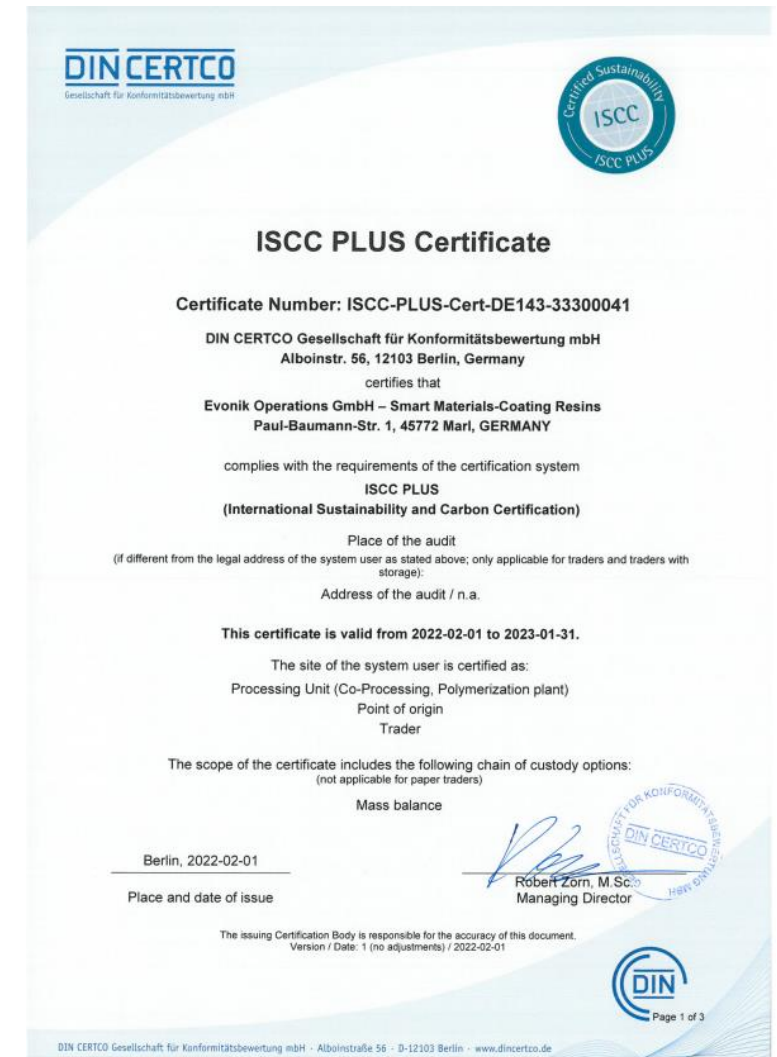 DIN CERTCO
Gesellschaft für Konformitätsbewertung mbH
Certified Sustainability
ISCC
ISCC PLUS
ISCC PLUS Certificate
Certificate Number: ISCC-PLUS-Cert-DE143-33300041
DIN CERTCO Gesellschaft für Konformitätsbewertung mbH
Alboinstr. 56, 12103 Berlin, Germany
certifies that
Evonik Operations GmbH – Smart Materials-Coating Resins
Paul-Baumann-Str. 1, 45772 Marl, GERMANY
complies with the requirements of the certification system
ISCC PLUS
(International Sustainability and Carbon Certification)
Place of the audit
(if different from the legal address of the system user as stated above; only applicable for traders and traders with
storage):
Address of the audit / n.a.
This certificate is valid from 2022-02-01 to 2023-01-31.
The site of the system user is certified as:
Processing Unit (Co-Processing, Polymerization plant)
Point of origin
Trader
The scope of the certificate includes the following chain of custody options:
(not applicable for paper traders)
Mass balance
GESELLSCHAFT FÜR KONFORMITÄTSBEWERTUNG MBH
DIN CERTCO
Berlin, 2022-02-01
Robert Zorn, M.Sc.
Place and date of issue
Managing Director
The issuing Certification Body is responsible for the accuracy of this document.
Version / Date: 1 (no adjustments) / 2022-02-01
DIN
Page 1 of 3
DIN CERTCO Gesellschaft für Konformitätsbewertung mbH · Alboinstraße 56 · D-12103 Berlin · www.dincertco.de